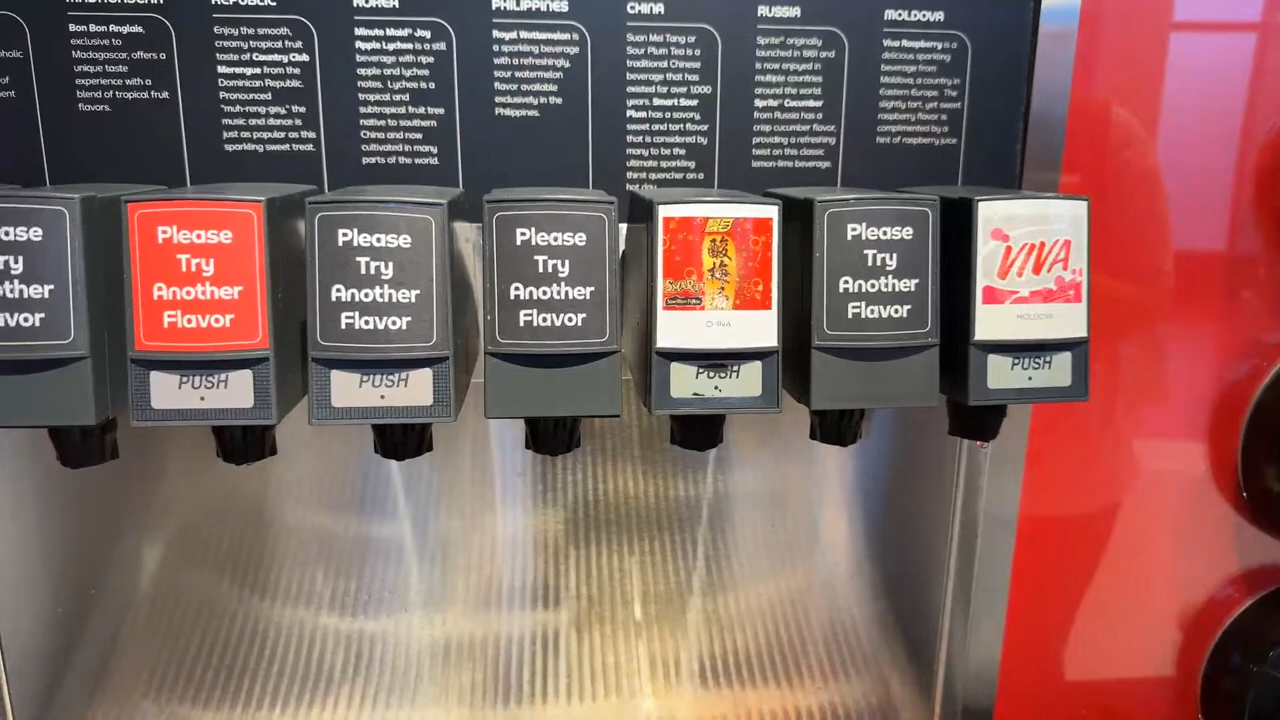 Bon Bon Anglais,
exclusive to
Madagascar, offers a
unique taste
experience with a
blend of tropical fruit
flavors.
REPUBLIC
Enjoy the smooth,
creamy tropical fruit
taste of Country Club
Merengue from the
Dominican Republic.
Pronounced
"muh-reng-gey," the
music and dance is
just as popular as this
sparkling sweet treat.
KOREA
Minute Maid® Joy
Apple Lychee is a still
beverage with ripe
apple and lychee
notes. Lychee is a
tropical and
subtropical fruit tree
native to southern
China and now
cultivated in many
parts of the world.
PHILIPPINES
Royal Wattamelon is
a sparkling beverage
with a refreshingly,
sour watermelon
flavor available
exclusively in the
Philippines.
CHINA
Suan Mei Tang or
Sour Plum Tea is a
traditional Chinese
beverage that has
existed for over 1,000
years. Smart Sour
Plum has a savory,
sweet and tart flavor
that is considered by
many to be the
ultimate sparkling
thirst quencher on a
hot day.
RUSSIA
Sprite® originally
launched in 1961 and
is now enjoyed in
multiple countries
around the world.
Sprite® Cucumber
from Russia has a
crisp cucumber flavor,
providing a refreshing
twist on this classic
lemon-lime beverage.
MOLDOVA
Viva Raspberry is a
delicious sparkling
beverage from
Moldova, a country in
Eastern Europe. The
slightly tart, yet sweet
raspberry flavor is
complimented by a
hint of raspberry juice.
Please
Try
Another
Flavor
PUSH
Please
Try
Another
Flavor
PUSH
Please
Try
Another
Flavor
酸
梅
SMART
CHINA
PUSH
Please
Try
Another
Flavor
VIVA
MOLDOVA
PUSH